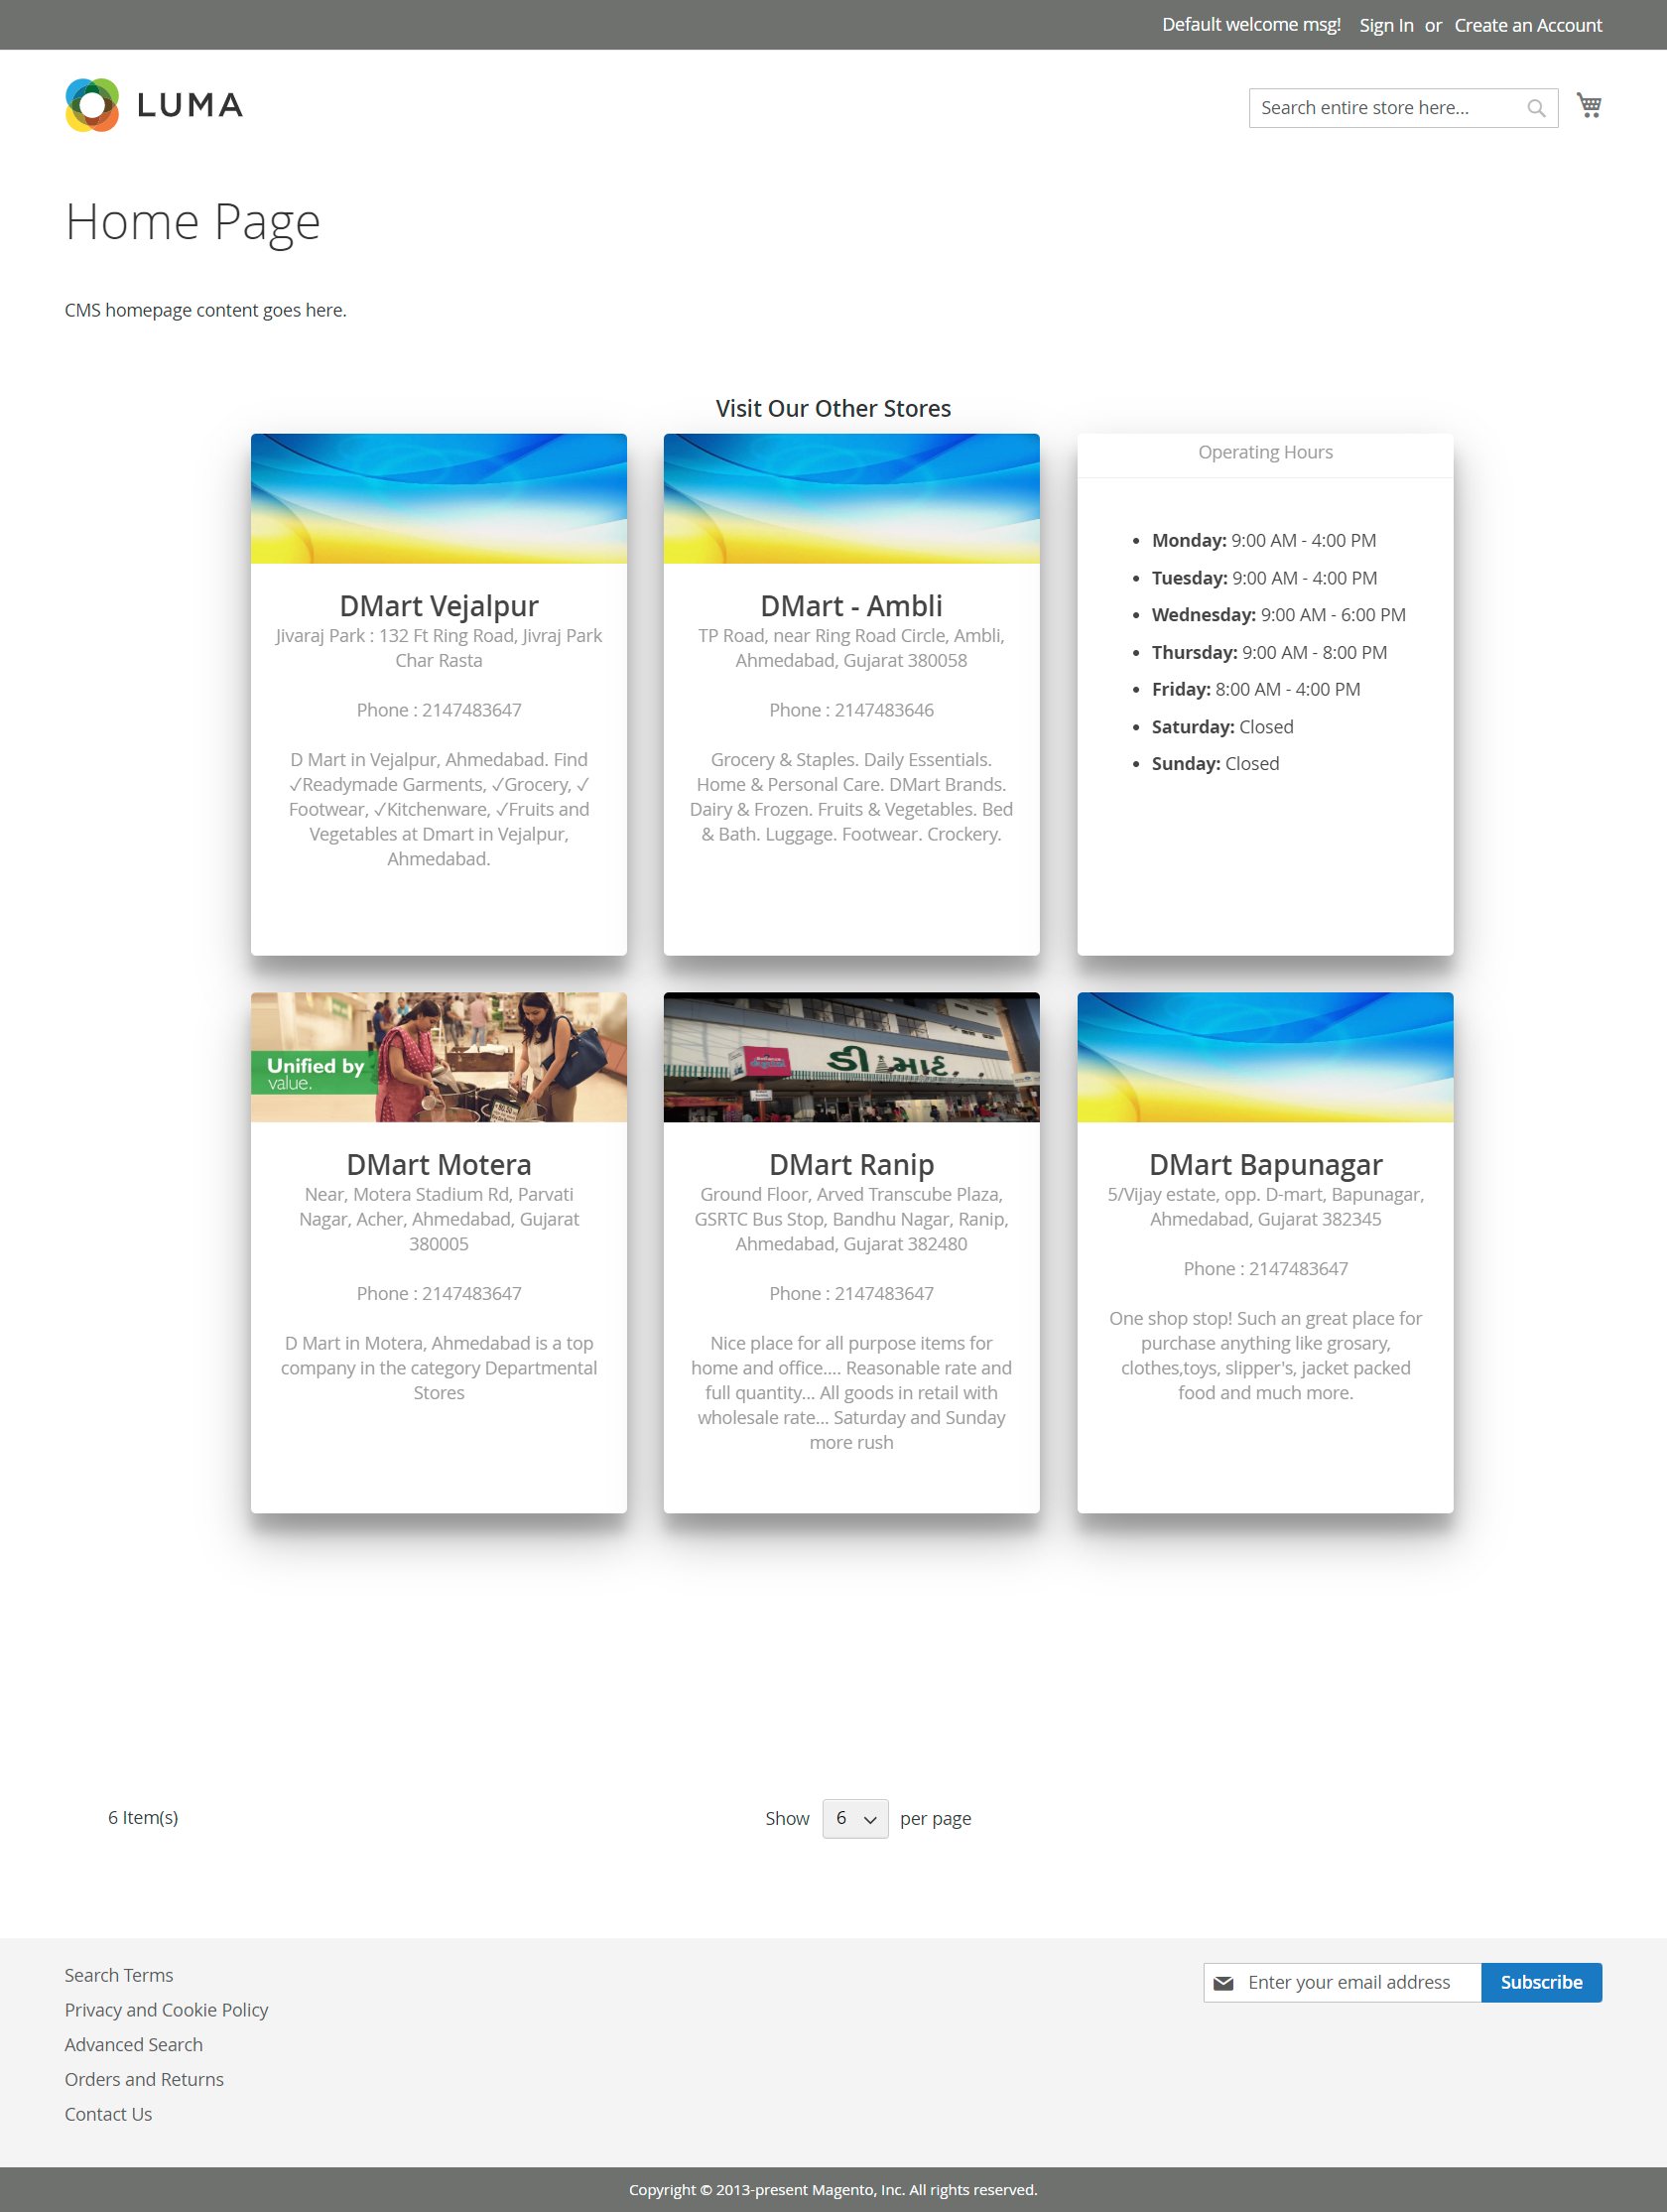 Default welcome msg! Sign In or Create an Account
LUMA
Search entire store here...
Home Page
CMS homepage content goes here.
Visit Our Other Stores
DMart Vejalpur
Jivaraj Park : 132 Ft Ring Road, Jivraj Park
Char Rasta
Phone : 2147483647
D Mart in Vejalpur, Ahmedabad. Find
✓Readymade Garments, ✓Grocery, ✓
Footwear, ✓Kitchenware, ✓Fruits and
Vegetables at Dmart in Vejalpur,
Ahmedabad.
DMart - Ambli
TP Road, near Ring Road Circle, Ambli,
Ahmedabad, Gujarat 380058
Phone : 2147483646
Grocery & Staples. Daily Essentials.
Home & Personal Care. DMart Brands.
Dairy & Frozen. Fruits & Vegetables. Bed
& Bath. Luggage. Footwear. Crockery.
Operating Hours
• Monday: 9:00 AM - 4:00 PM
• Tuesday: 9:00 AM - 4:00 PM
• Wednesday: 9:00 AM - 6:00 PM
• Thursday: 9:00 AM - 8:00 PM
• Friday: 8:00 AM - 4:00 PM
• Saturday: Closed
• Sunday: Closed
Unified by
value.
DMart Motera
Near, Motera Stadium Rd, Parvati
Nagar, Acher, Ahmedabad, Gujarat
380005
Phone : 2147483647
D Mart in Motera, Ahmedabad is a top
company in the category Departmental
Stores
ડી માર્ટ
DMart Ranip
Ground Floor, Arved Transcube Plaza,
GSRTC Bus Stop, Bandhu Nagar, Ranip,
Ahmedabad, Gujarat 382480
Phone : 2147483647
Nice place for all purpose items for
home and office.... Reasonable rate and
full quantity... All goods in retail with
wholesale rate... Saturday and Sunday
more rush
DMart Bapunagar
5/Vijay estate, opp. D-mart, Bapunagar,
Ahmedabad, Gujarat 382345
Phone : 2147483647
One shop stop! Such an great place for
purchase anything like grosary,
clothes,toys, slipper's, jacket packed
food and much more.
6 Item(s)
Show 6 per page
Search Terms
Privacy and Cookie Policy
Advanced Search
Orders and Returns
Contact Us
Enter your email address
Subscribe
Copyright © 2013-present Magento, Inc. All rights reserved.